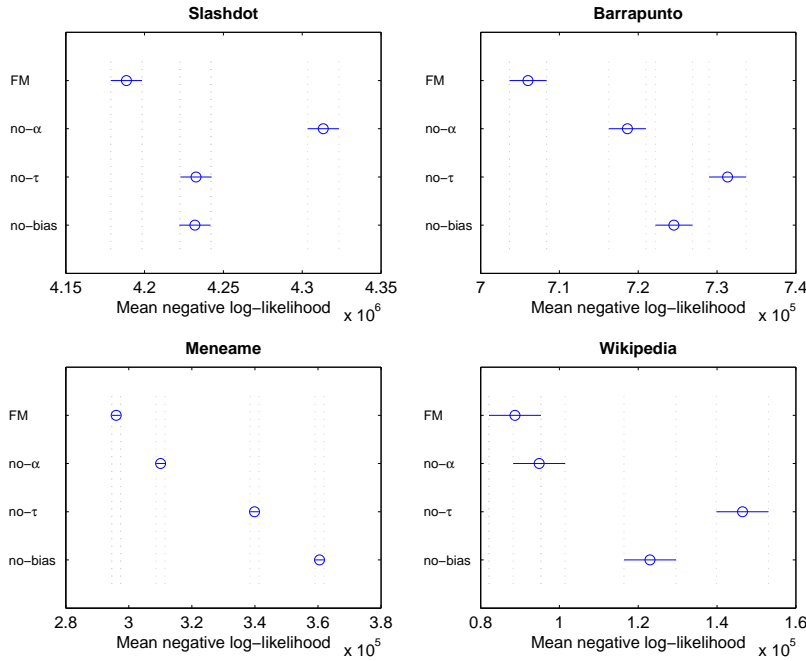 Slashdot
FM
no−α
no−τ
no−bias
4.15 4.2 4.25 4.3 4.35
Mean negative log−likelihood
x 10^6
Barrapunto
FM
no−α
no−τ
no−bias
7 7.1 7.2 7.3 7.4
Mean negative log−likelihood
x 10^5
Meneame
FM
no−α
no−τ
no−bias
2.8 3 3.2 3.4 3.6 3.8
Mean negative log−likelihood
x 10^5
Wikipedia
FM
no−α
no−τ
no−bias
0.8 1 1.2 1.4 1.6
Mean negative log−likelihood
x 10^5